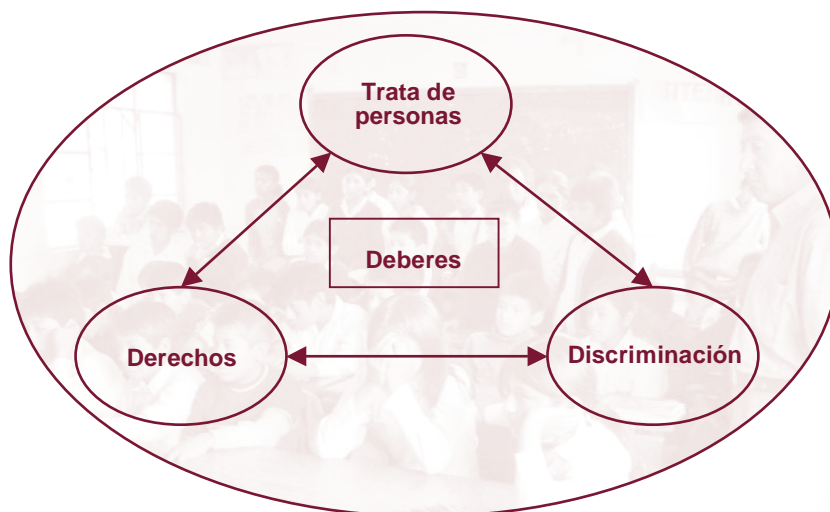 Trata de
personas
Deberes
Derechos
Discriminación